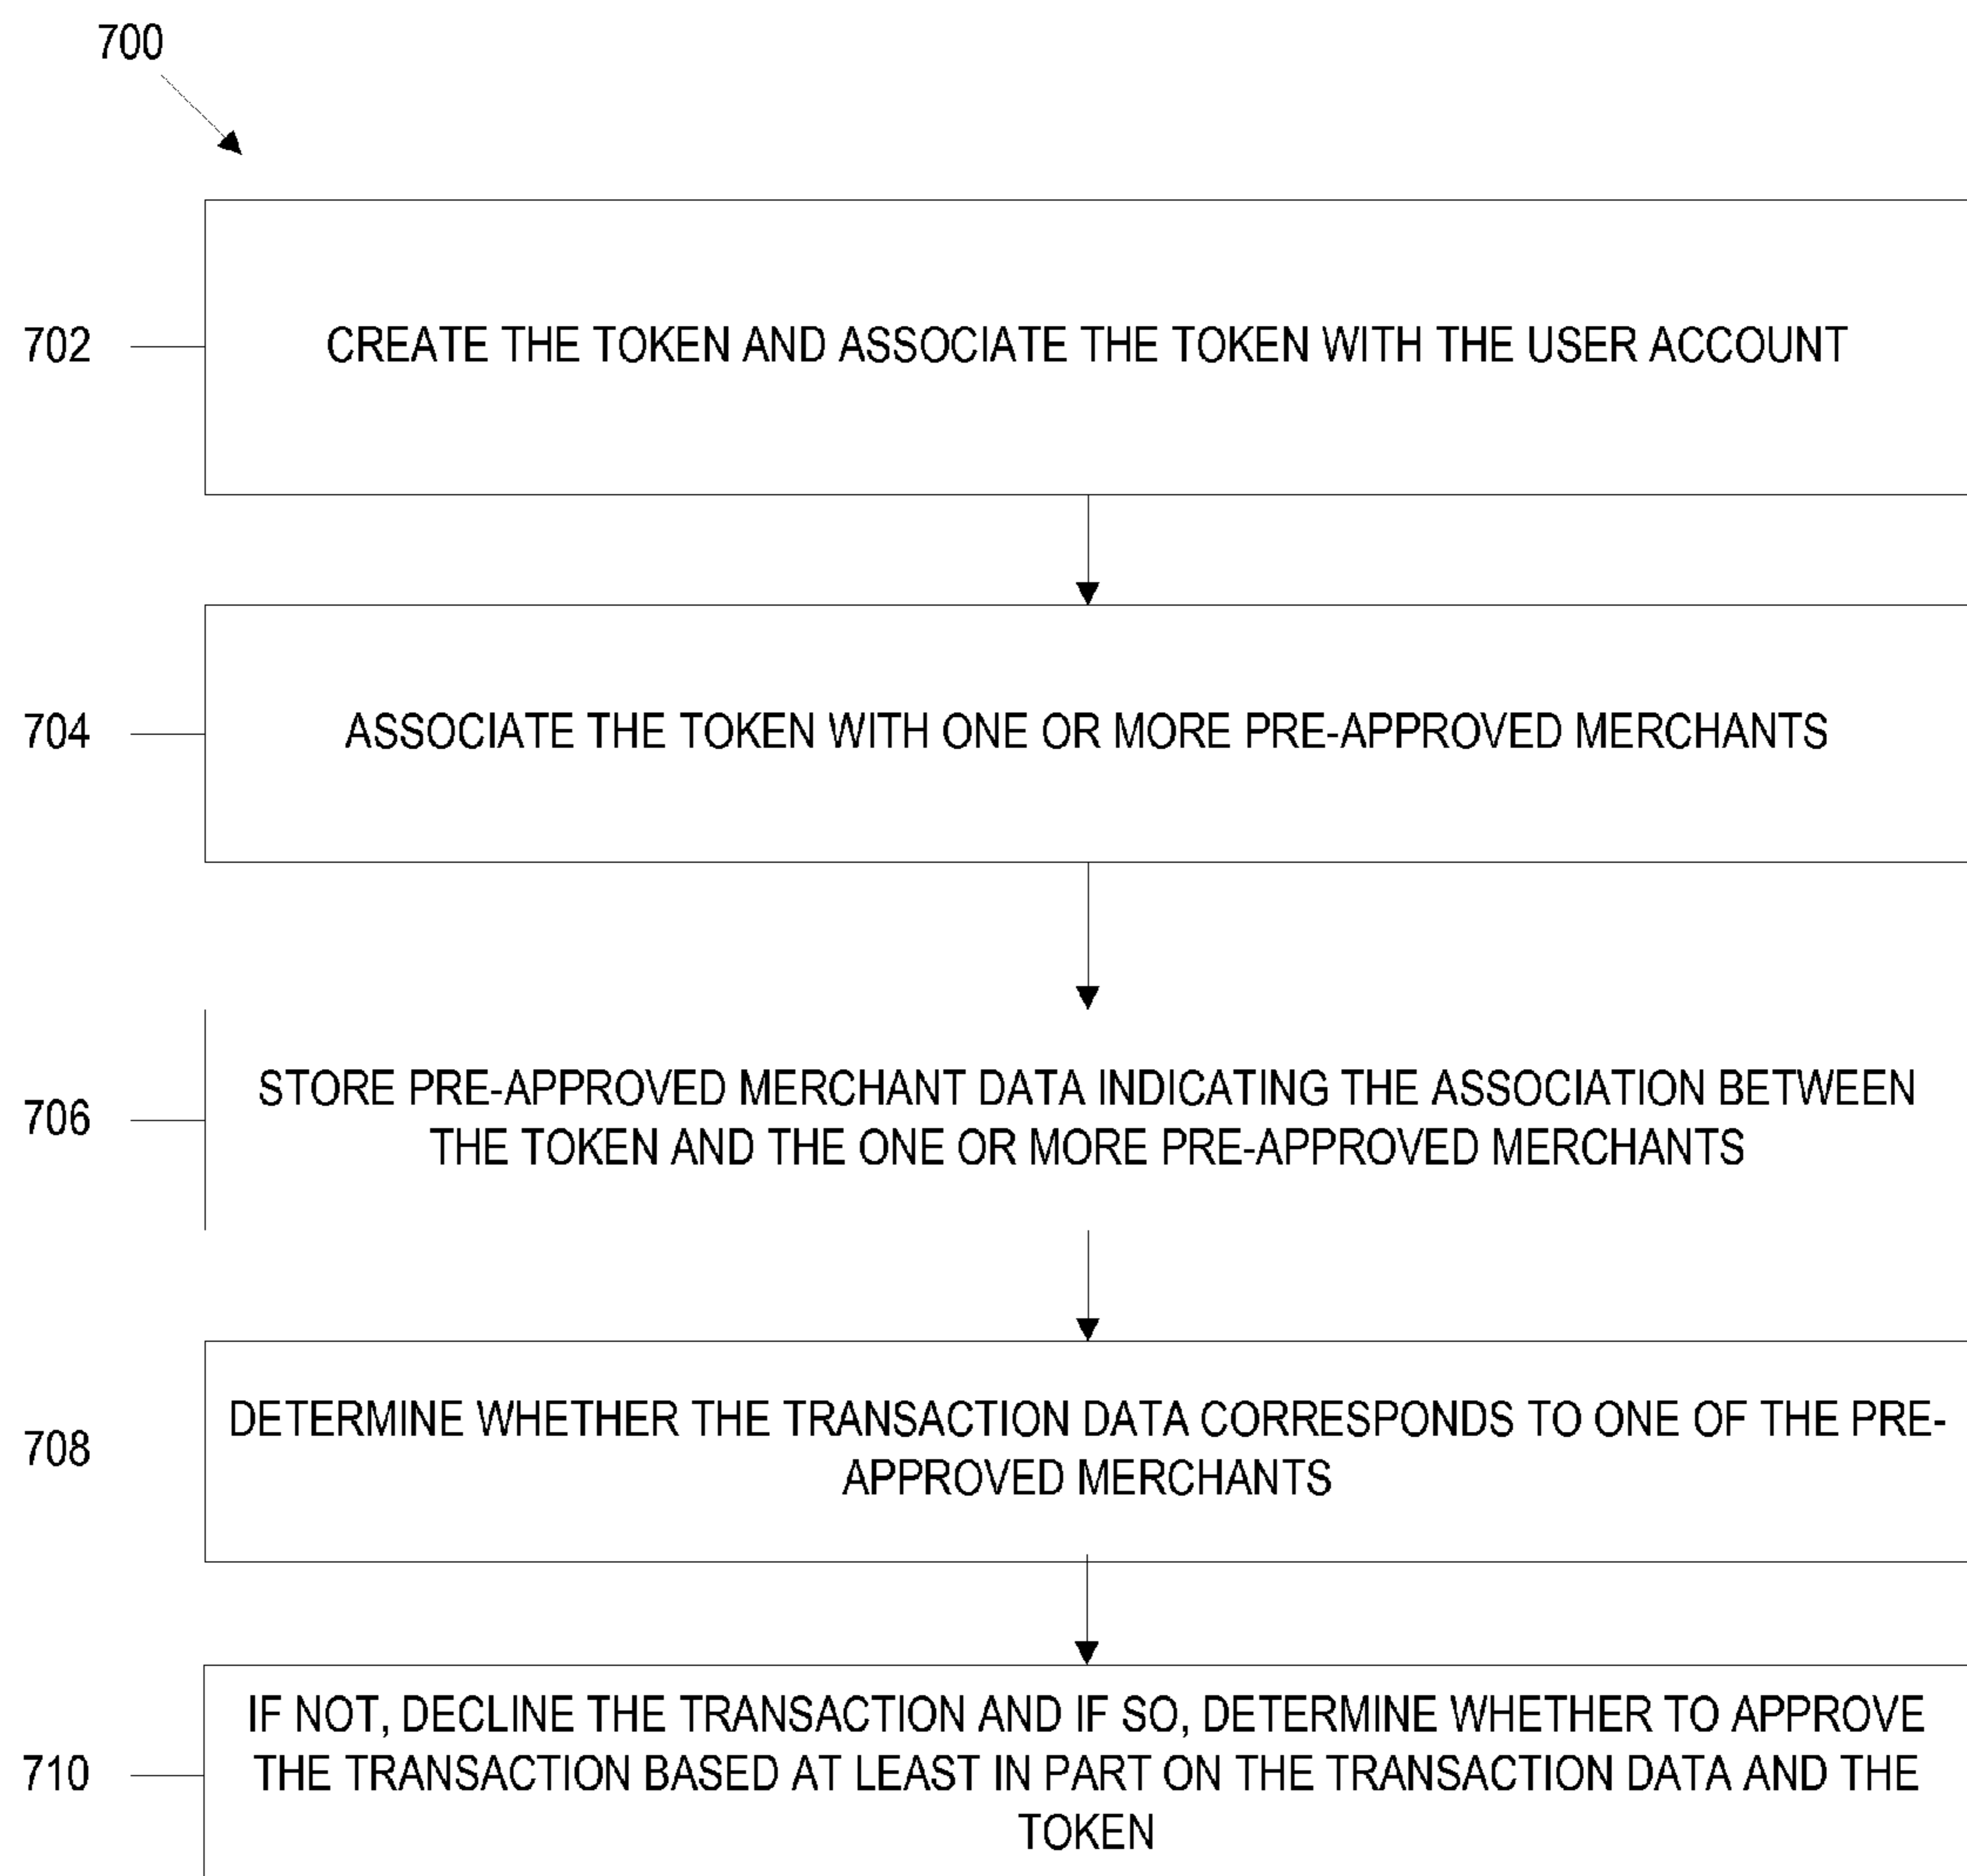 700
702
CREATE THE TOKEN AND ASSOCIATE THE TOKEN WITH THE USER ACCOUNT
704
ASSOCIATE THE TOKEN WITH ONE OR MORE PRE-APPROVED MERCHANTS
706
STORE PRE-APPROVED MERCHANT DATA INDICATING THE ASSOCIATION BETWEEN
THE TOKEN AND THE ONE OR MORE PRE-APPROVED MERCHANTS
708
DETERMINE WHETHER THE TRANSACTION DATA CORRESPONDS TO ONE OF THE PRE-
APPROVED MERCHANTS
710
IF NOT, DECLINE THE TRANSACTION AND IF SO, DETERMINE WHETHER TO APPROVE
THE TRANSACTION BASED AT LEAST IN PART ON THE TRANSACTION DATA AND THE
TOKEN